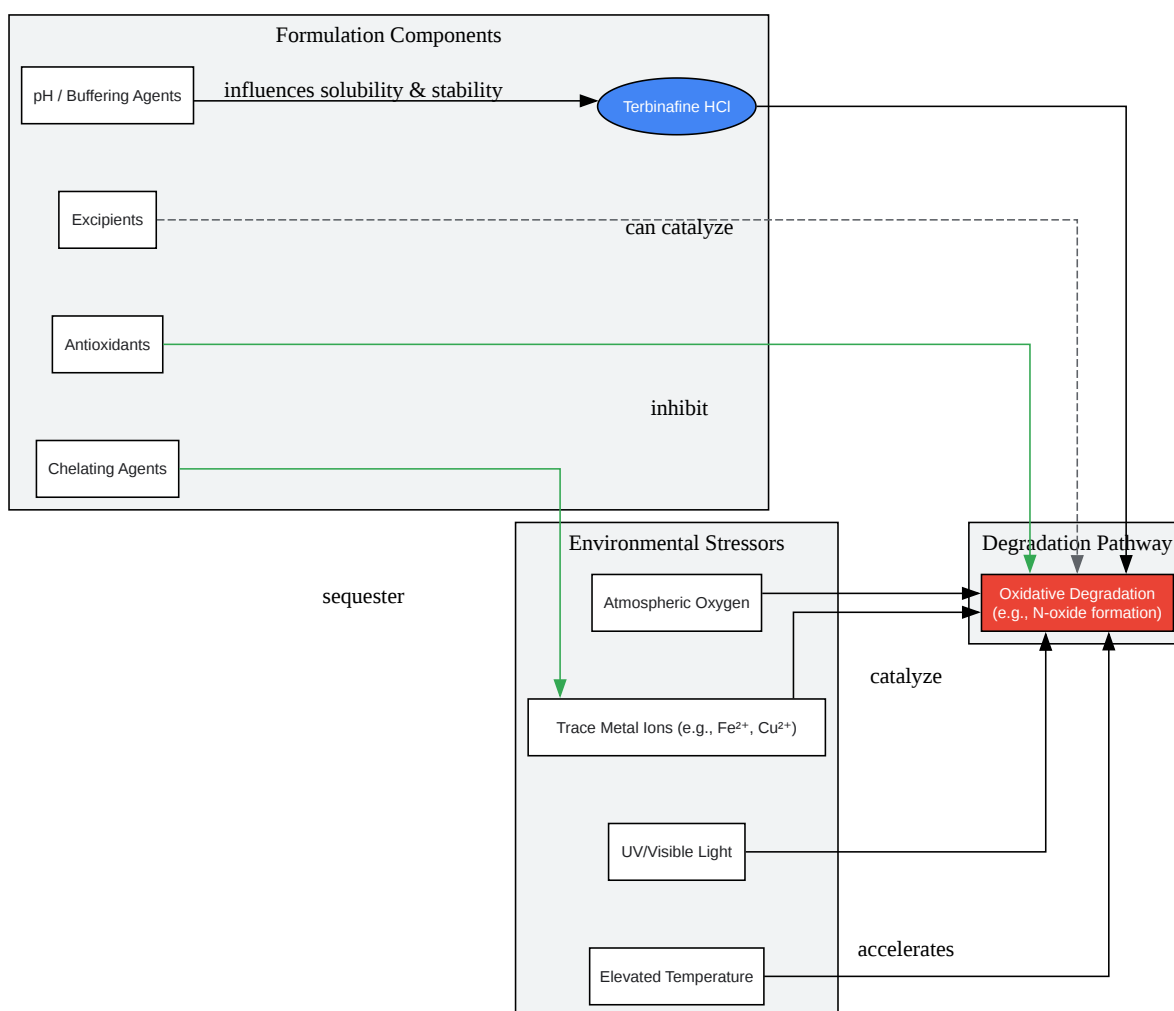 Formulation Components
pH / Buffering Agents
influences solubility & stability
Terbinafine HCl
Excipients
can catalyze
Antioxidants
inhibit
Chelating Agents
Environmental Stressors
Degradation Pathway
sequester
Atmospheric Oxygen
Oxidative Degradation
(e.g., N-oxide formation)
catalyze
Trace Metal Ions (e.g., Fe²⁺, Cu²⁺)
UV/Visible Light
accelerates
Elevated Temperature